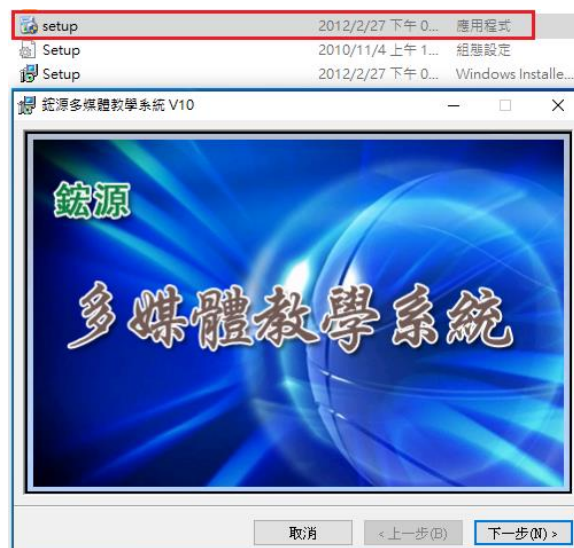 setup 2012/2/27 下午 0... 應用程式
Setup 2010/11/4 上午 1... 組態設定
Setup 2012/2/27 下午 0... Windows Installe...
鋐源多媒體教學系統 V10
鋐源
多媒體教學系統
取消 <上一步(B) 下一步(N) >